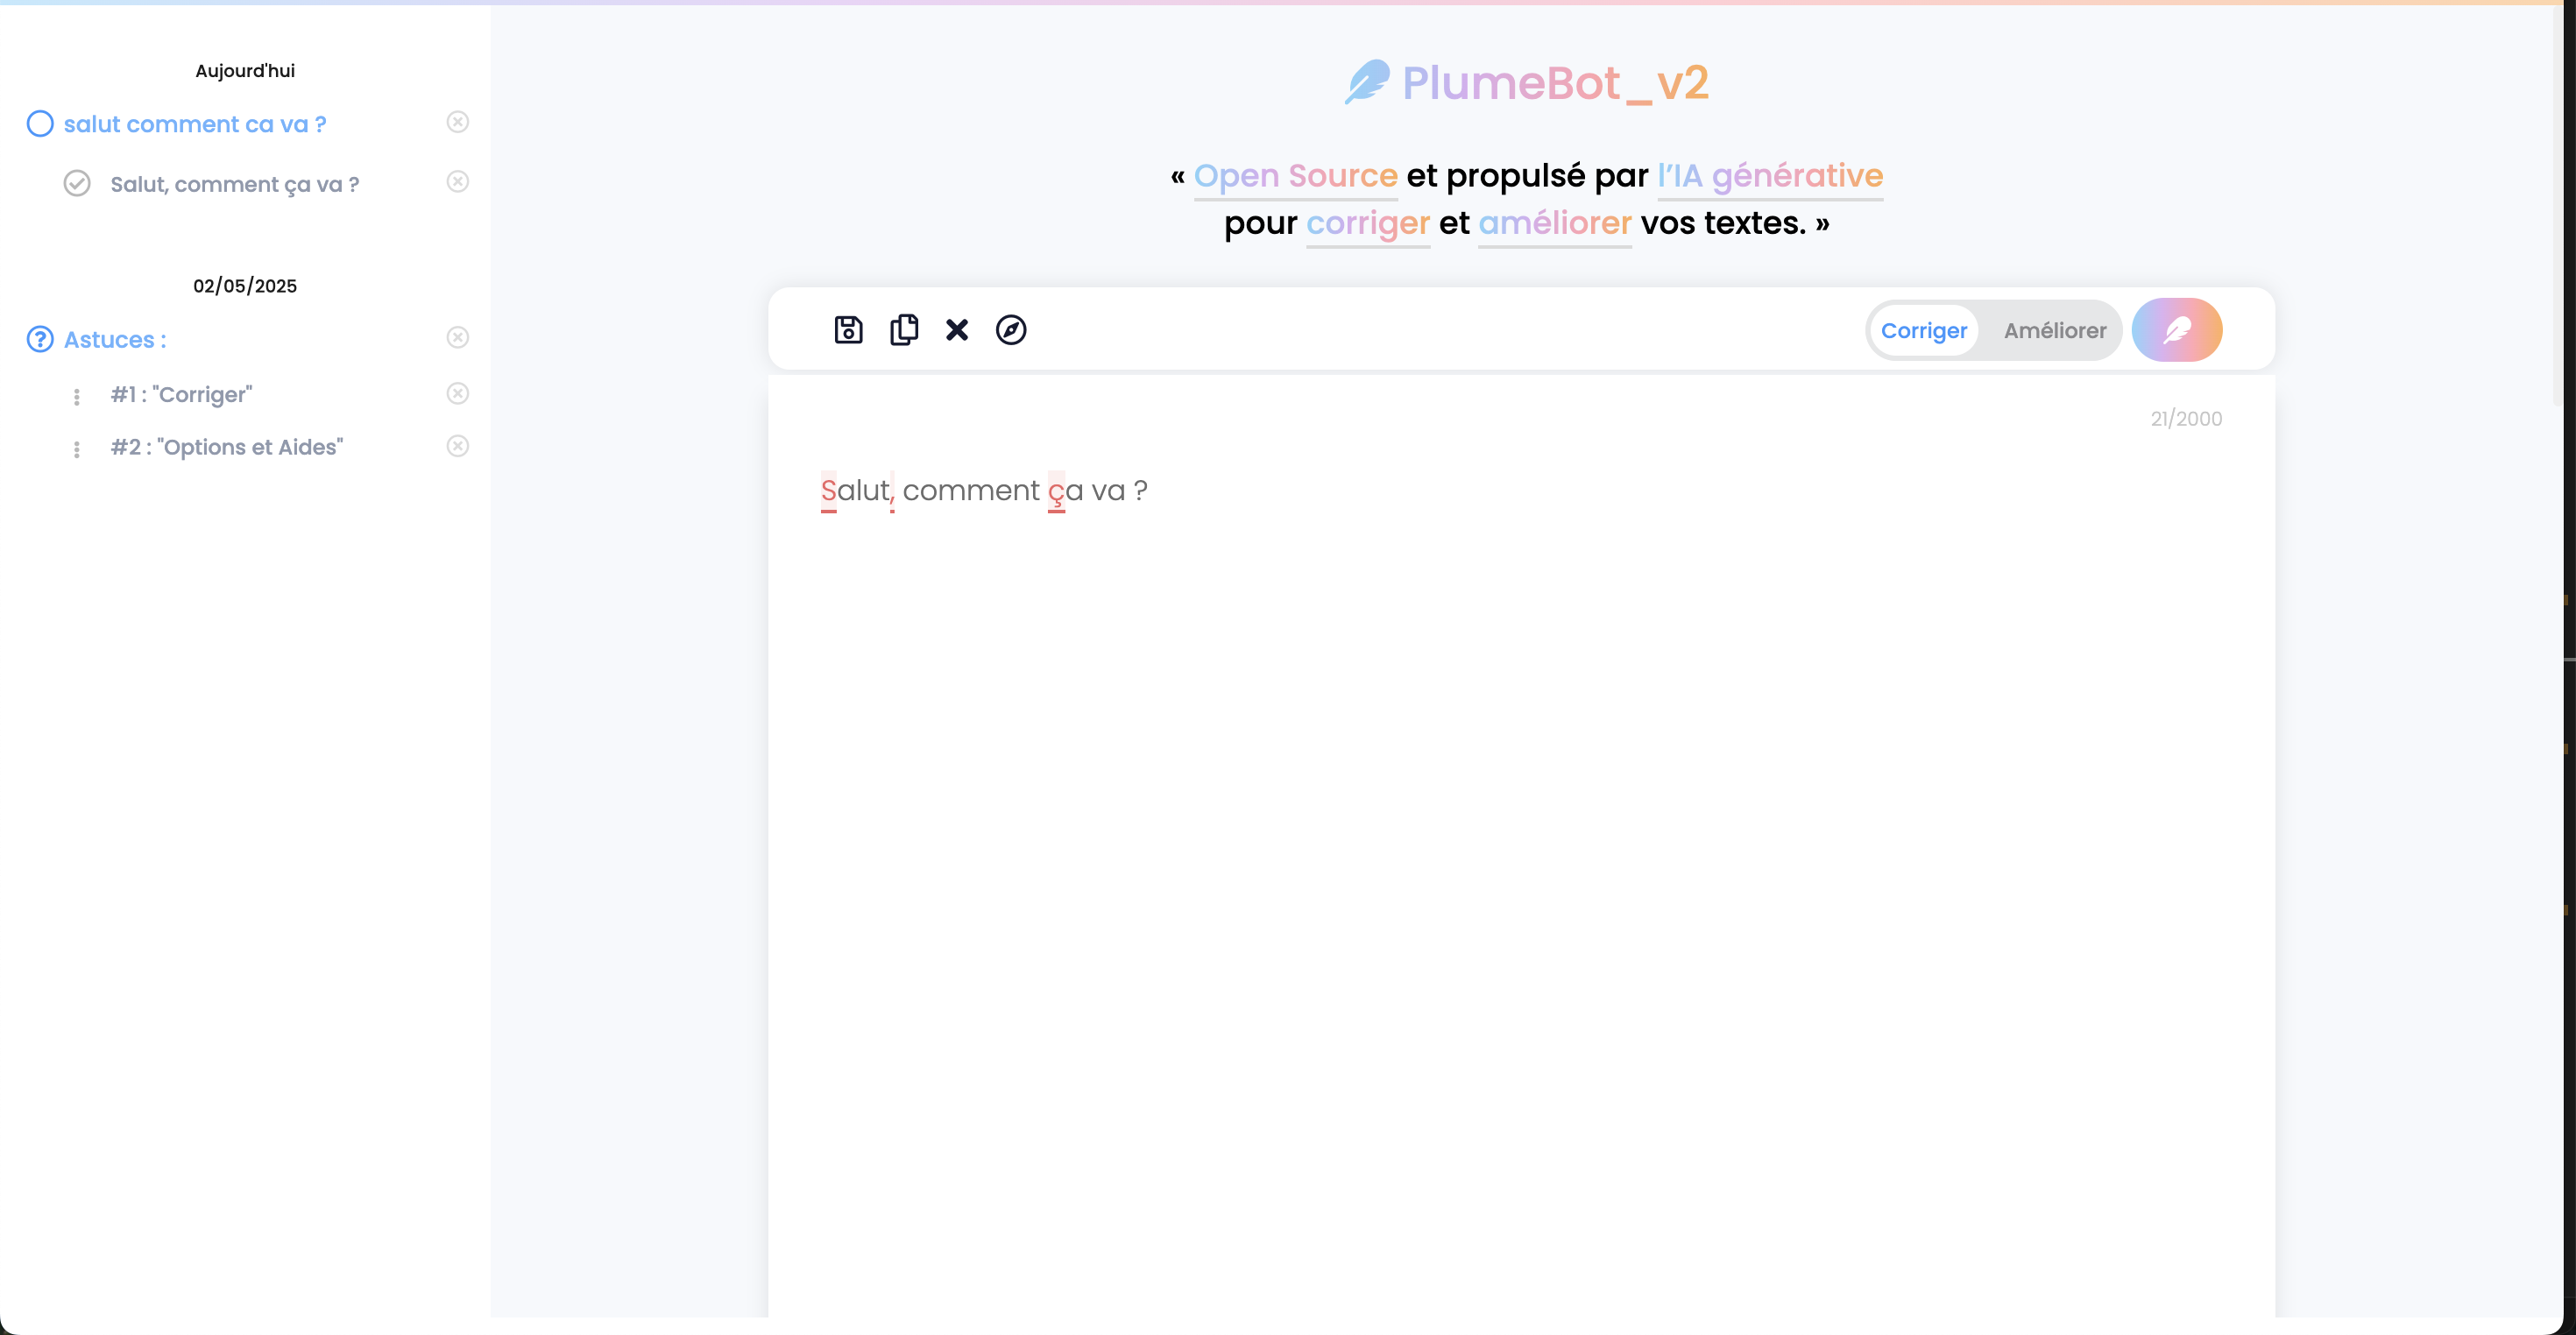 Aujourd'hui
salut comment ca va ?
Salut, comment ça va ?
02/05/2025
Astuces :
#1 : "Corriger"
#2 : "Options et Aides"
PlumeBot_v2
« Open Source et propulsé par l’IA générative
pour corriger et améliorer vos textes. »
Corriger Améliorer
21/2000
Salut, comment ça va ?